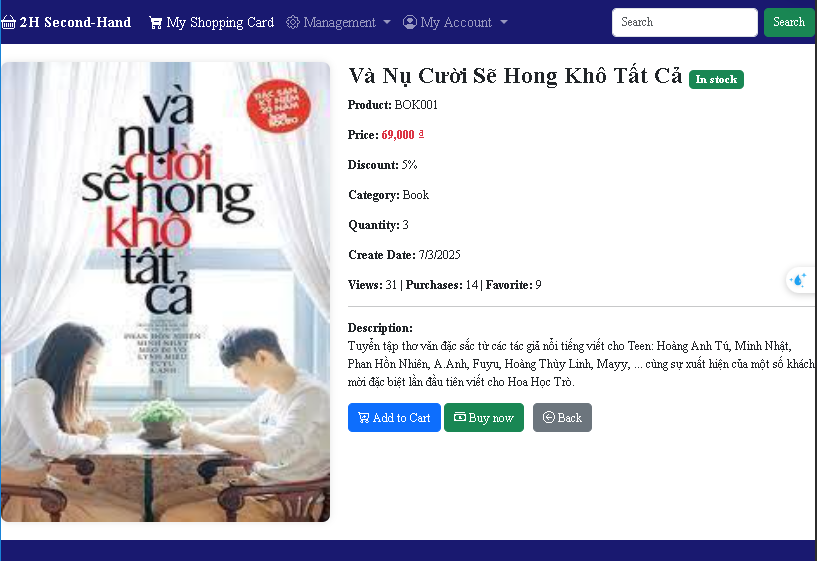 2H Second-Hand My Shopping Card Management My Account Search Search
và
nụ
cười
sẽ hong
khô
tất
cả
ĐẶC SẢN
KỶ NIỆM
20 NĂM
PHAN HỒN NHIÊN
MINH NHẬT
LYNH MIÊU
FUYU
A.ANH
Và Nụ Cười Sẽ Hong Khô Tất Cả In stock
Product: BOK001
Price: 69,000 ₫
Discount: 5%
Category: Book
Quantity: 3
Create Date: 7/3/2025
Views: 31 | Purchases: 14 | Favorite: 9
Description:
Tuyển tập thơ văn đặc sắc từ các tác giả nổi tiếng viết cho Teen: Hoàng Anh Tú, Minh Nhật,
Phan Hồn Nhiên, A.Anh, Fuyu, Hoàng Thùy Linh, Mayy, ... cùng sự xuất hiện của một số khách
mời đặc biệt lần đầu tiên viết cho Hoa Học Trò.
Add to Cart Buy now Back